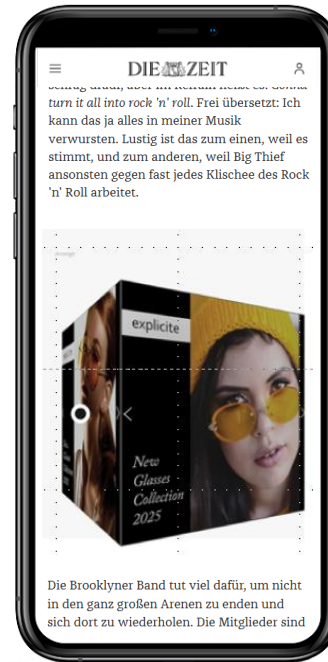 DIE ZEIT
turn it all into rock 'n' roll. Frei übersetzt: Ich
kann das ja alles in meiner Musik
verwursten. Lustig ist das zum einen, weil es
stimmt, und zum anderen, weil Big Thief
ansonsten gegen fast jedes Klischee des Rock
'n' Roll arbeitet.
explicite
New
Glasses
Collection
2025
Die Brooklyner Band tut viel dafür, um nicht
in den ganz großen Arenen zu enden und
sich dort zu wiederholen. Die Mitglieder sind